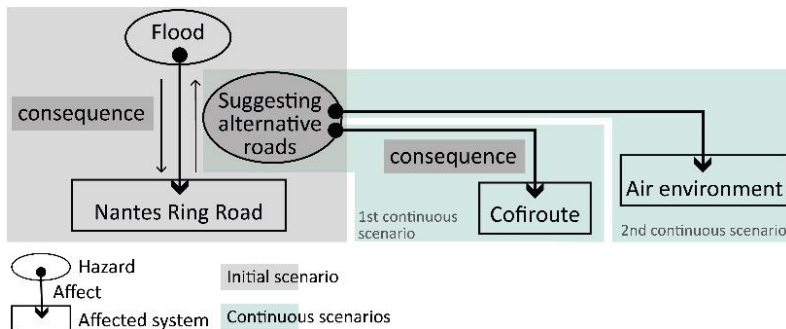 Flood
consequence
Suggesting
alternative
roads
consequence
Nantes Ring Road
Cofiroute
Air environment
1st continuous
scenario
2nd continuous scenario
Hazard
Affect
Affected system
Initial scenario
Continuous scenarios